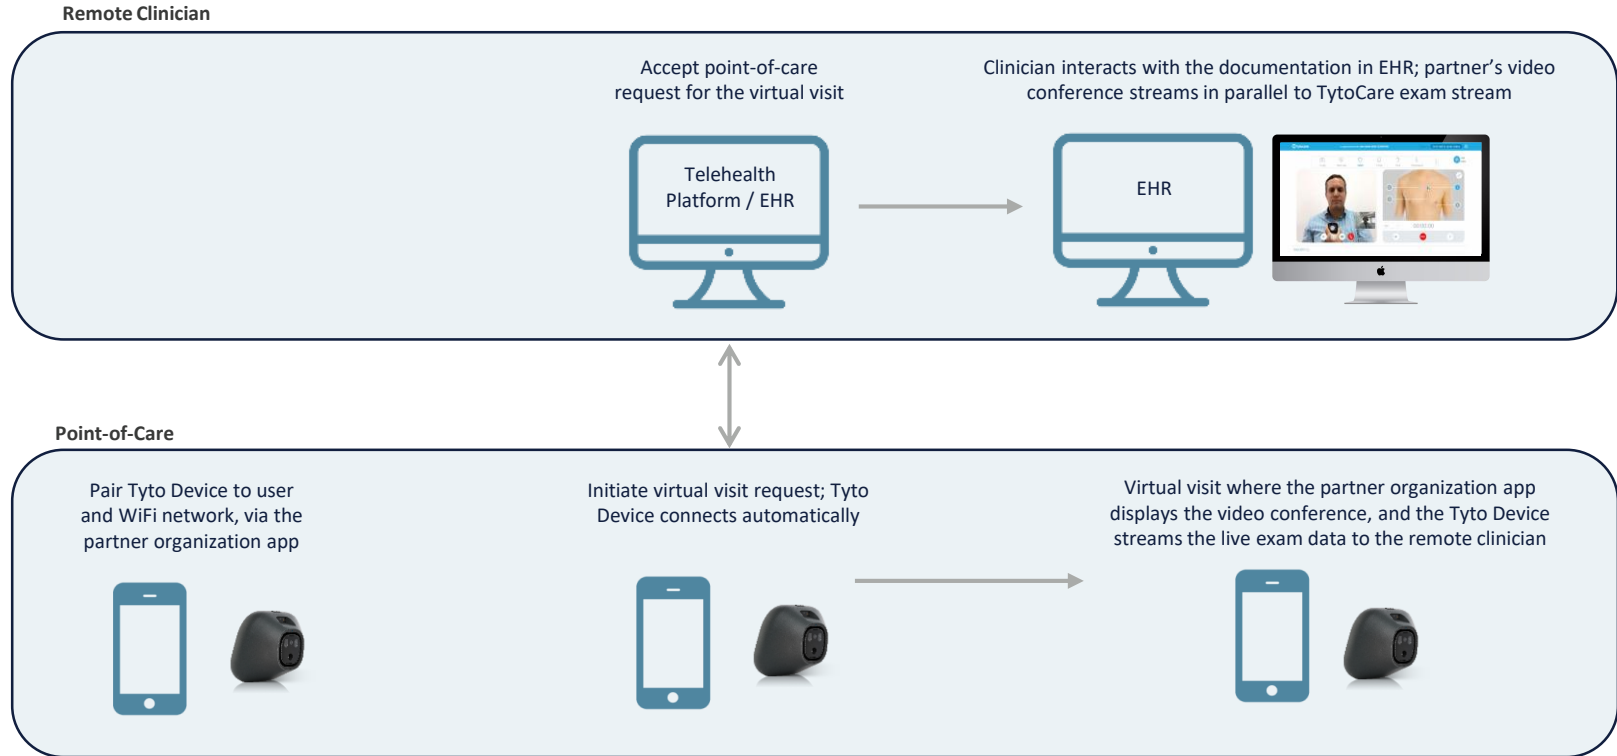 Remote Clinician
Accept point-of-care
request for the virtual visit
Clinician interacts with the documentation in EHR; partner's video
conference streams in parallel to TytoCare exam stream
Telehealth
Platform / EHR
EHR
Point-of-Care
Pair Tyto Device to user
and WiFi network, via the
partner organization app
Initiate virtual visit request; Tyto
Device connects automatically
Virtual visit where the partner organization app
displays the video conference, and the Tyto Device
streams the live exam data to the remote clinician